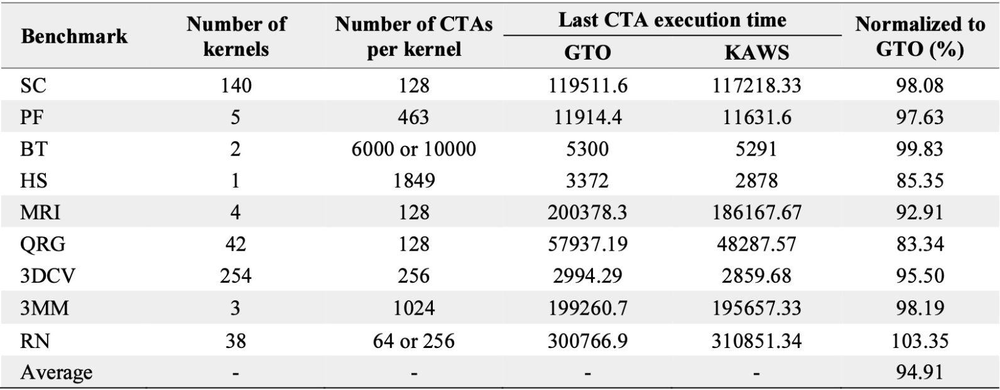 Benchmark Number of kernels Number of CTAs per kernel Last CTA execution time Normalized to GTO (%)
GTO KAWS
SC 140 128 119511.6 117218.33 98.08
PF 5 463 11914.4 11631.6 97.63
BT 2 6000 or 10000 5300 5291 99.83
HS 1 1849 3372 2878 85.35
MRI 4 128 200378.3 186167.67 92.91
QRG 42 128 57937.19 48287.57 83.34
3DCV 254 256 2994.29 2859.68 95.50
3MM 3 1024 199260.7 195657.33 98.19
RN 38 64 or 256 300766.9 310851.34 103.35
Average - - - - 94.91